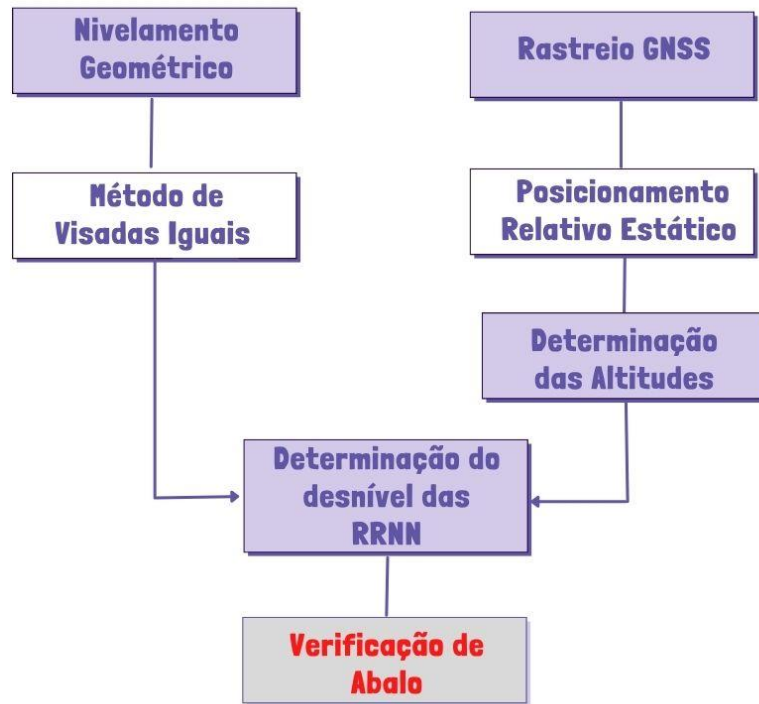 Nivelamento
Geométrico
Rastreio GNSS
Método de
Visadas Iguais
Posicionamento
Relativo Estático
Determinação
das Altitudes
Determinação do
desnível das
RRNN
Verificação de
Abalo